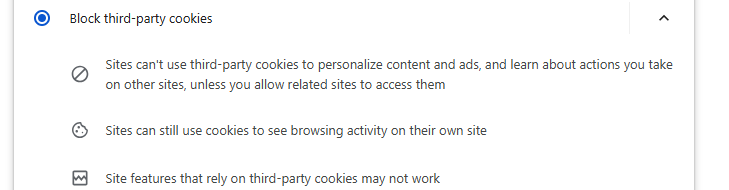 Block third-party cookies
Sites can't use third-party cookies to personalize content and ads, and learn about actions you take
on other sites, unless you allow related sites to access them
Sites can still use cookies to see browsing activity on their own site
Site features that rely on third-party cookies may not work